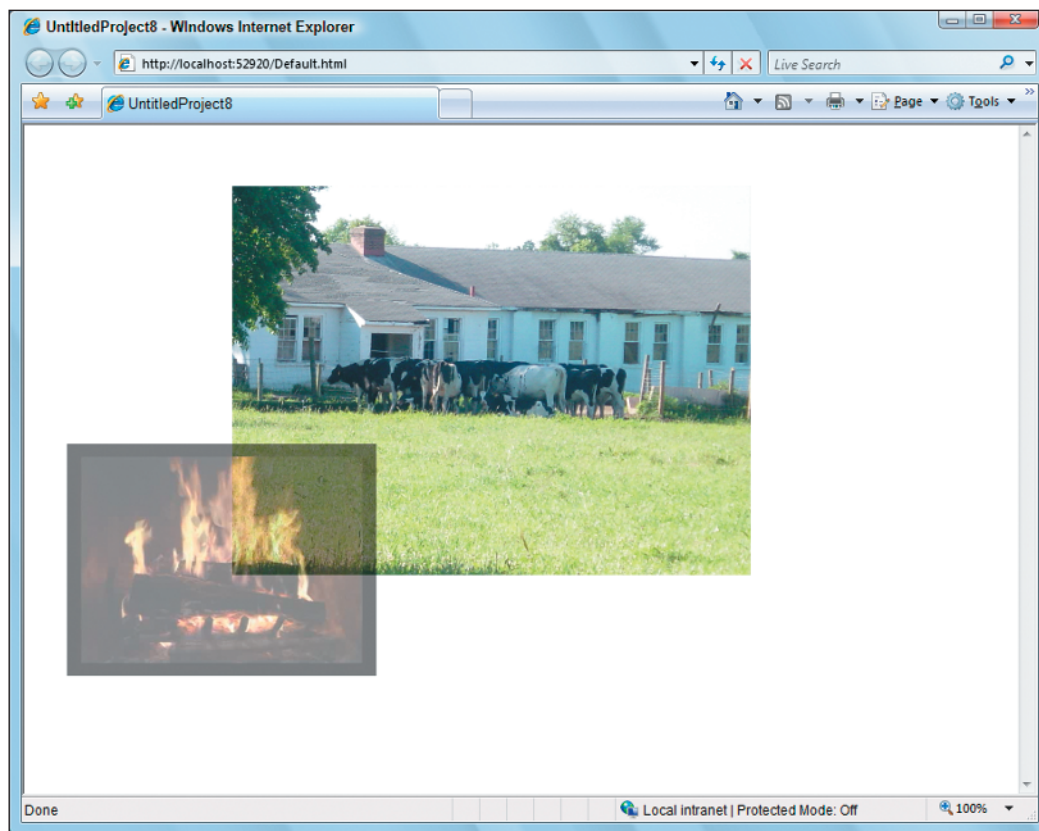 UntitledProject8 - Windows Internet Explorer
http://localhost:52920/Default.html
Live Search
UntitledProject8
Page
Tools
Done
Local intranet | Protected Mode: Off
100%